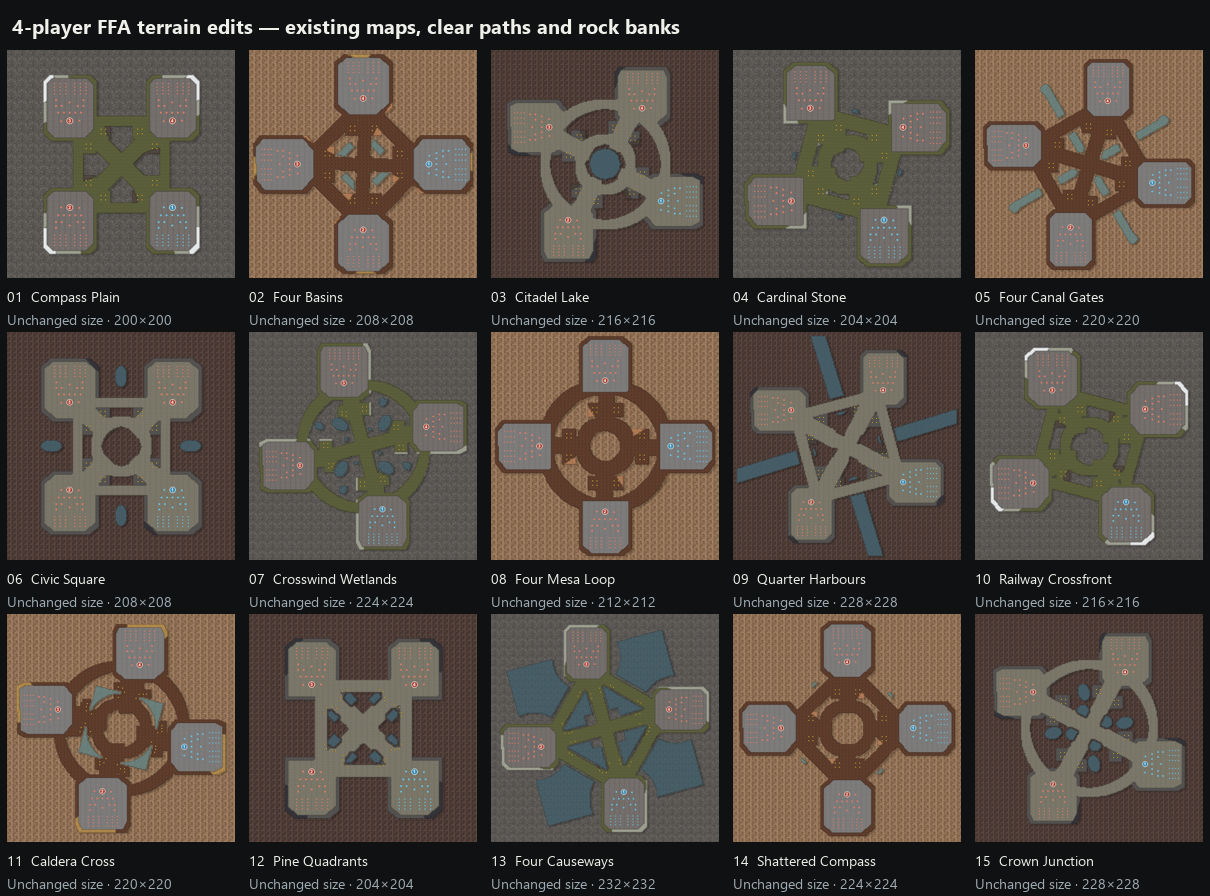 4-player FFA terrain edits — existing maps, clear paths and rock banks
01 Compass Plain
Unchanged size · 200×200
02 Four Basins
Unchanged size · 208×208
03 Citadel Lake
Unchanged size · 216×216
04 Cardinal Stone
Unchanged size · 204×204
05 Four Canal Gates
Unchanged size · 220×220
06 Civic Square
Unchanged size · 208×208
07 Crosswind Wetlands
Unchanged size · 224×224
08 Four Mesa Loop
Unchanged size · 212×212
09 Quarter Harbours
Unchanged size · 228×228
10 Railway Crossfront
Unchanged size · 216×216
11 Caldera Cross
Unchanged size · 220×220
12 Pine Quadrants
Unchanged size · 204×204
13 Four Causeways
Unchanged size · 232×232
14 Shattered Compass
Unchanged size · 224×224
15 Crown Junction
Unchanged size · 228×228